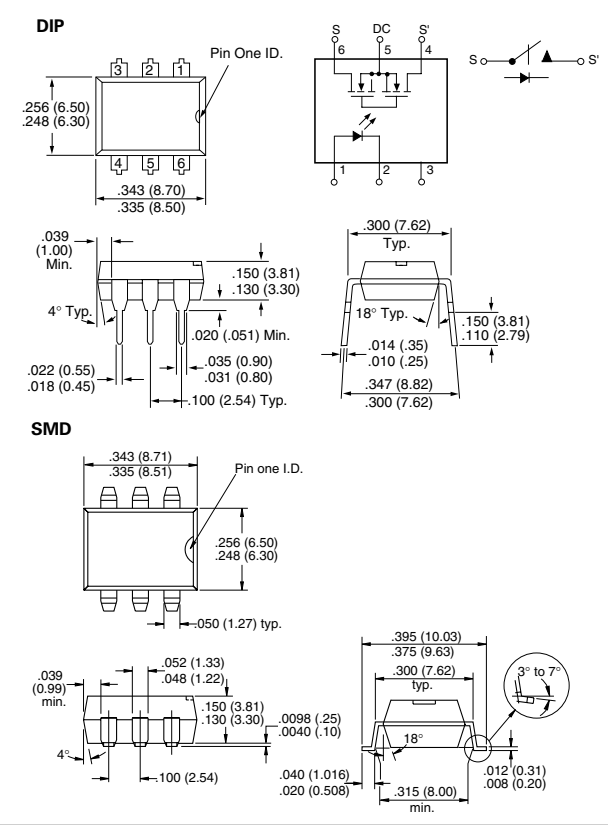 DIP
Pin One ID.
3 2 1
.256 (6.50)
.248 (6.30)
4 5 6
.343 (8.70)
.335 (8.50)
S DC S'
6 5 4
1 2 3
S S'
.039
(1.00)
Min.
4° Typ.
.150 (3.81)
.130 (3.30)
.020 (.051) Min.
.022 (0.55)
.018 (0.45)
.035 (0.90)
.031 (0.80)
.100 (2.54) Typ.
.300 (7.62)
Typ.
18° Typ.
.150 (3.81)
.110 (2.79)
.014 (.35)
.010 (.25)
.347 (8.82)
.300 (7.62)
SMD
.343 (8.71)
.335 (8.51)
Pin one I.D.
.256 (6.50)
.248 (6.30)
.050 (1.27) typ.
.039
(0.99)
min.
.052 (1.33)
.048 (1.22)
.150 (3.81)
.130 (3.30)
.0098 (.25)
.0040 (.10)
4°
.100 (2.54)
.395 (10.03)
.375 (9.63)
.300 (7.62)
typ.
3° to 7°
18°
.040 (1.016)
.020 (0.508)
.315 (8.00)
min.
.012 (0.31)
.008 (0.20)